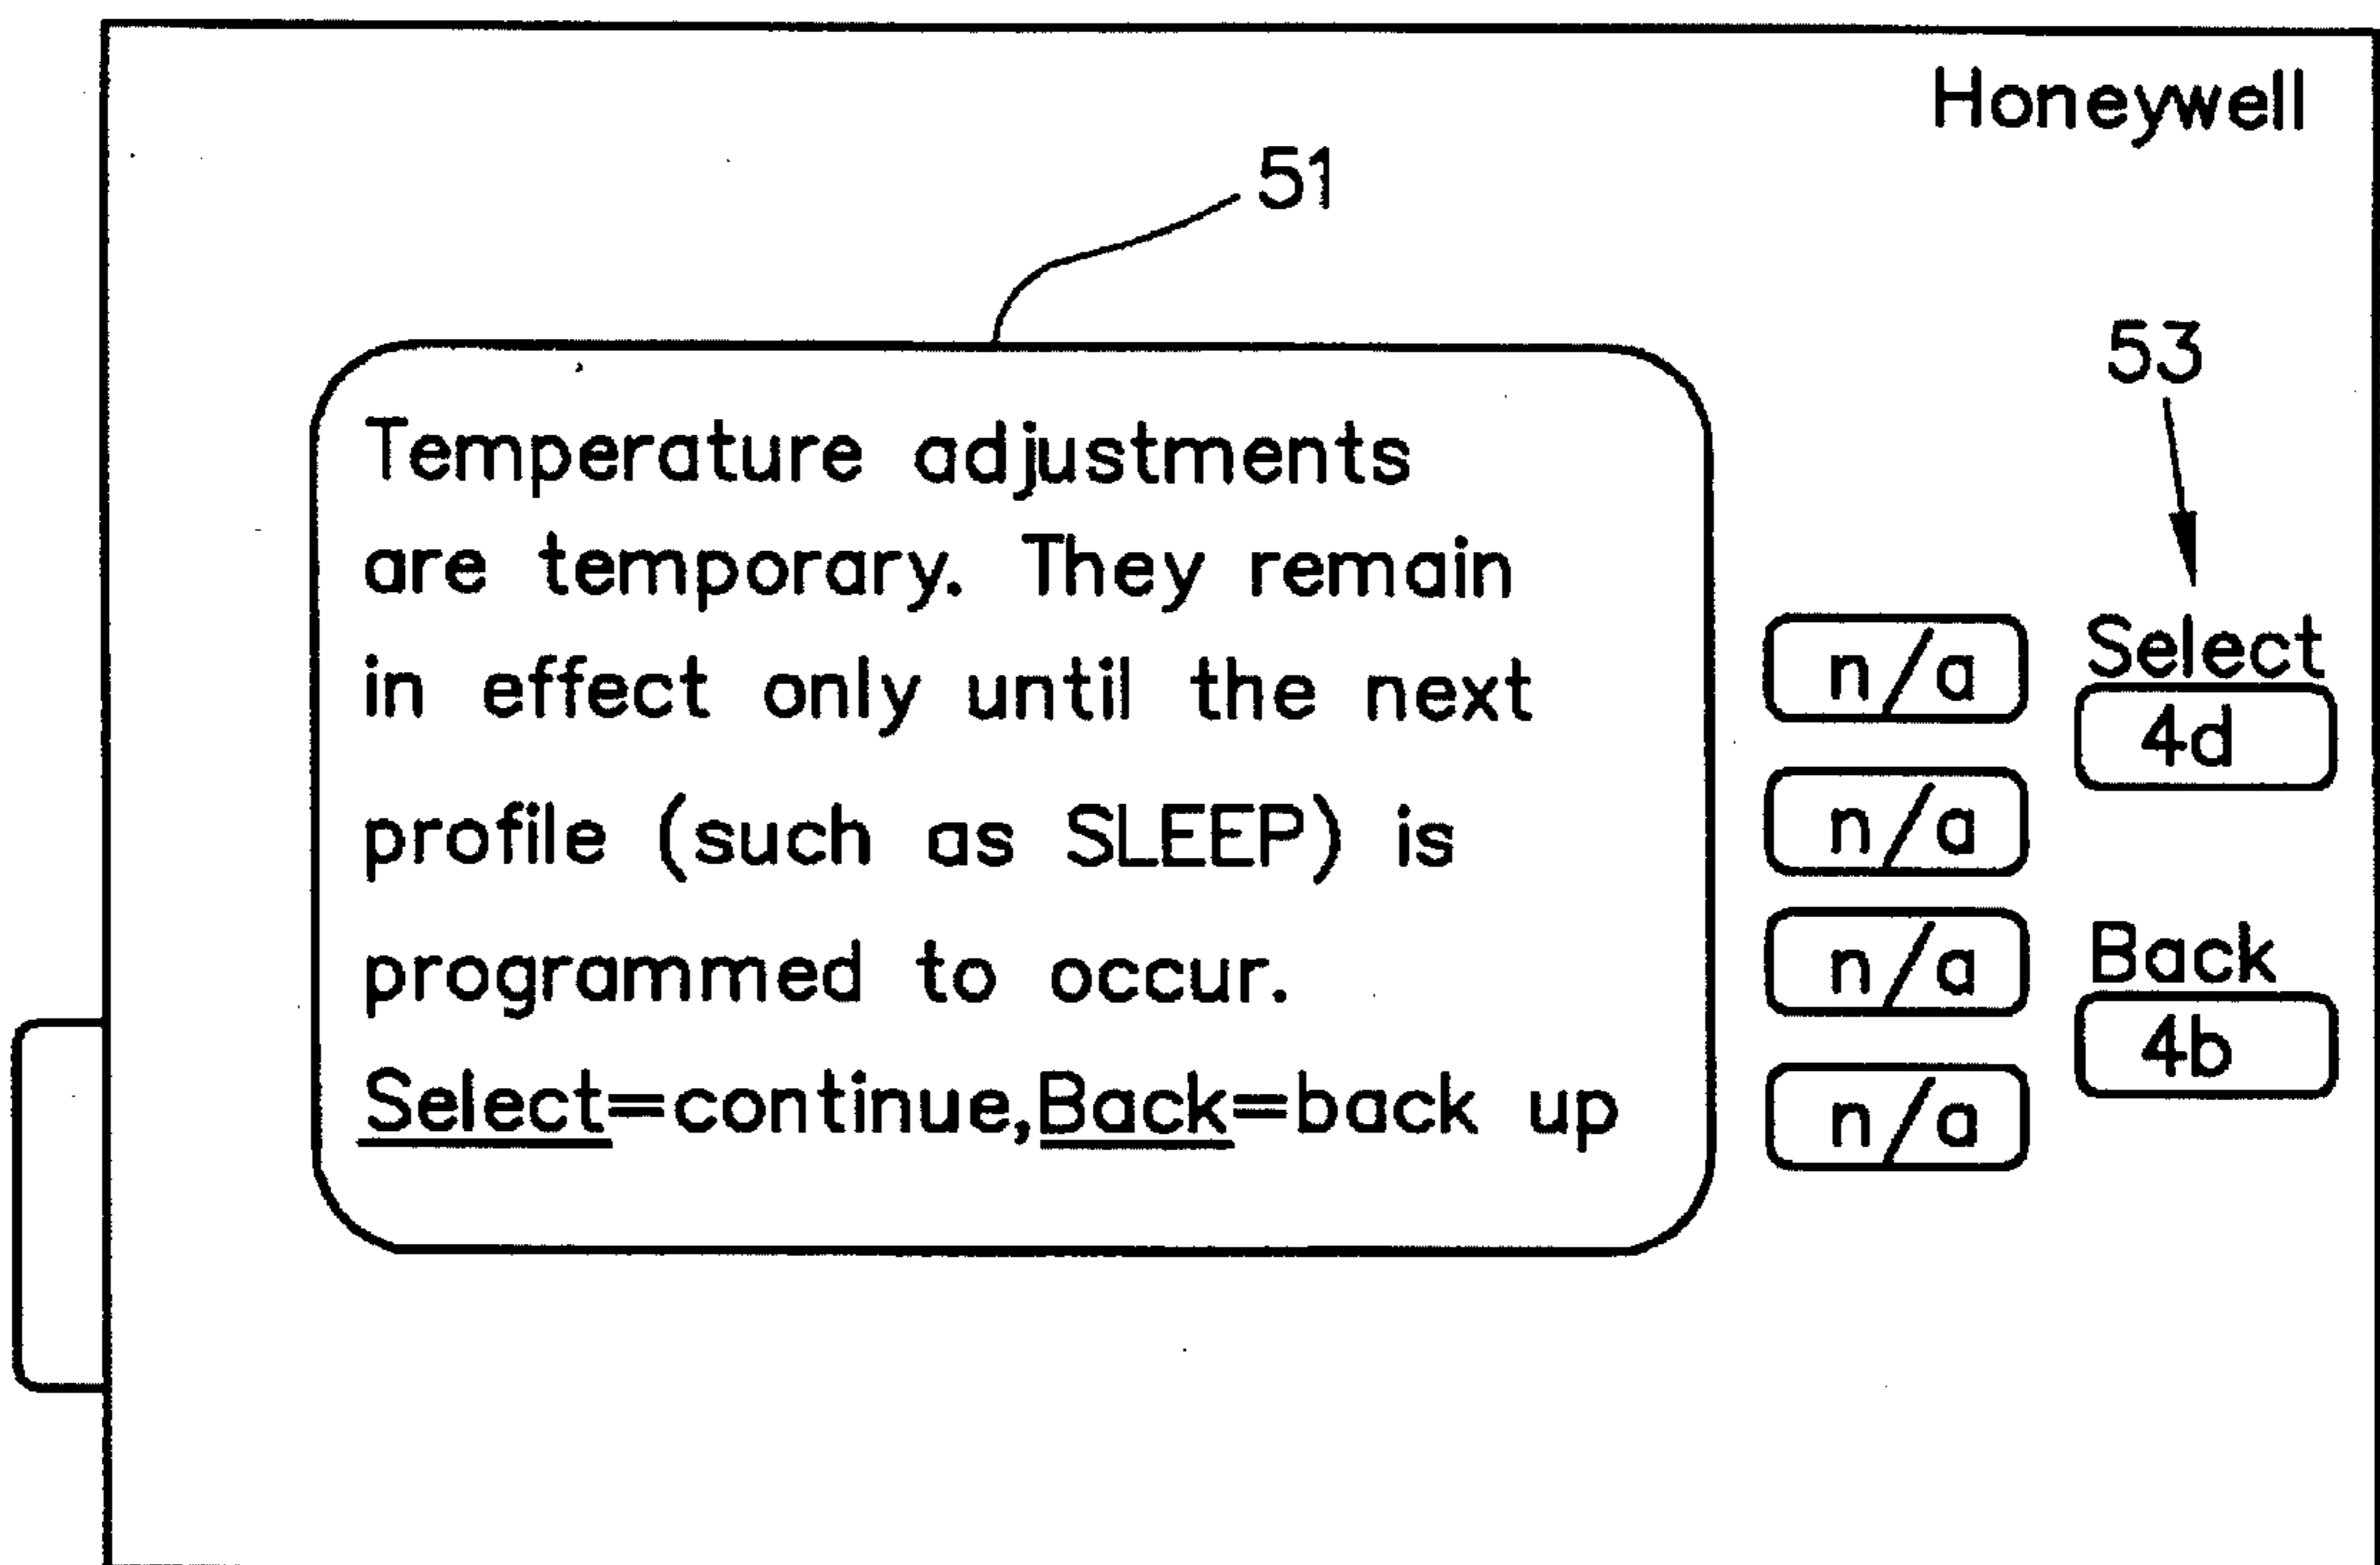 Honeywell
51
53
Temperature adjustments
are temporary. They remain
in effect only until the next
profile (such as SLEEP) is
programmed to occur.
Select=continue,Back=back up
n/a
n/a
n/a
n/a
Select
4d
Back
4b